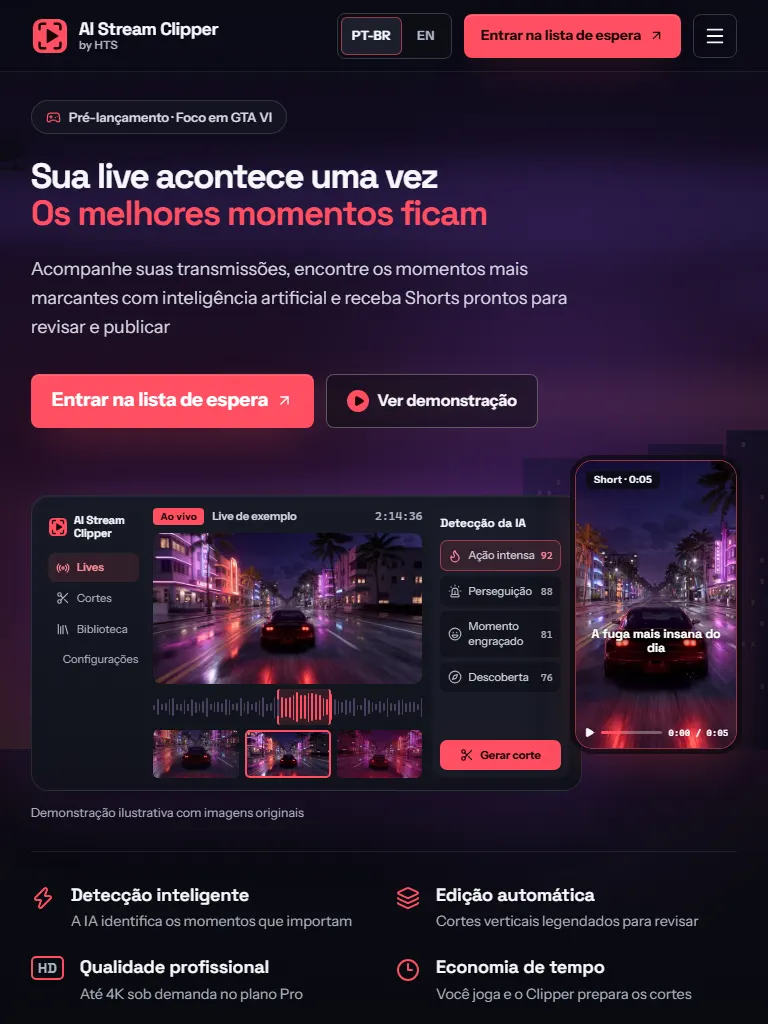 AI Stream Clipper
by HTS
PT-BR
EN
Entrar na lista de espera
Pré-lançamento · Foco em GTA VI
Sua live acontece uma vez
Os melhores momentos ficam
Acompanhe suas transmissões, encontre os momentos mais
marcantes com inteligência artificial e receba Shorts prontos para
revisar e publicar
Entrar na lista de espera
Ver demonstração
AI Stream
Clipper
Lives
Cortes
Biblioteca
Configurações
Ao vivo
Live de exemplo
2:14:36
Detecção da IA
Ação intensa 92
Perseguição 88
Momento
engraçado 81
Descoberta 76
Gerar corte
Short · 0:05
A fuga mais insana do
dia
0:00 / 0:05
Demonstração ilustrativa com imagens originais
Detecção inteligente
A IA identifica os momentos que importam
Edição automática
Cortes verticais legendados para revisar
HD
Qualidade profissional
Até 4K sob demanda no plano Pro
Economia de tempo
Você joga e o Clipper prepara os cortes